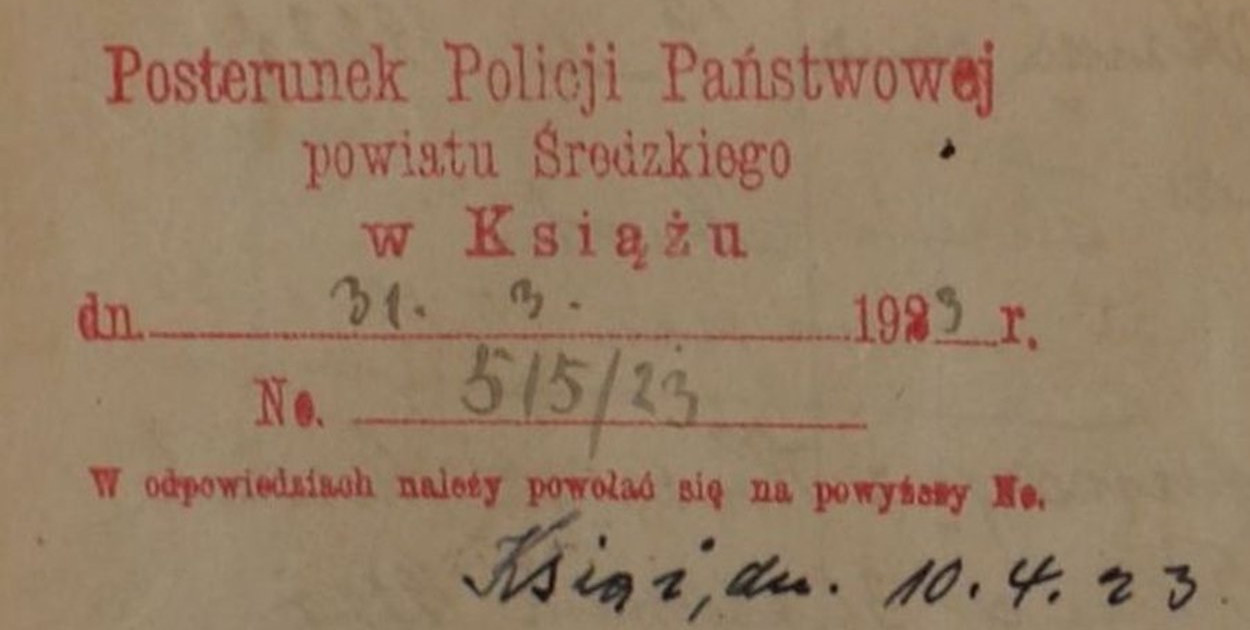 Posterunek Policji Państwowej
powiatu Średzkiego
w Książu
dn. 31. 3. 1923 r.
No. 515/23
W odpowiedziach należy powołać się na powyższy No.
Książ, dn. 10. 4. 23.